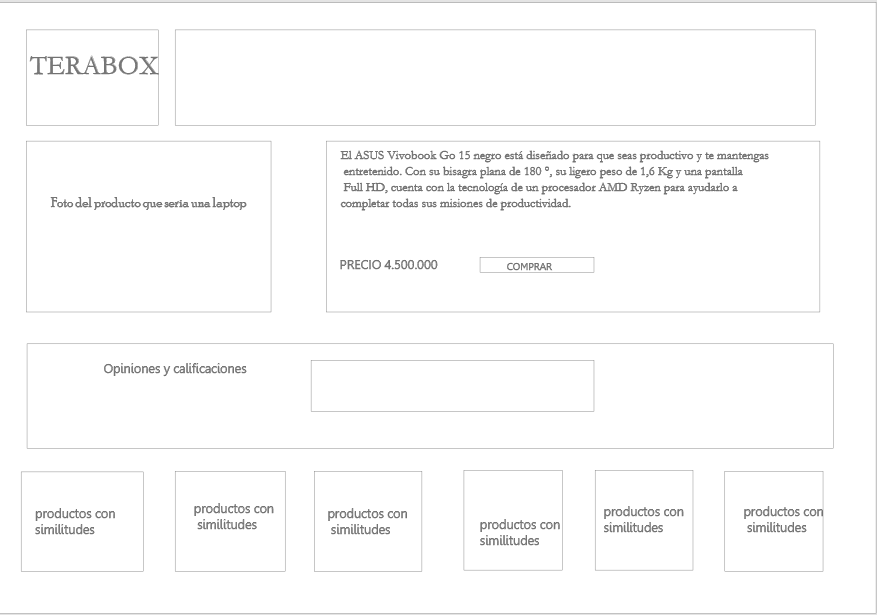 TERABOX
El ASUS Vivobook Go 15 negro está diseñado para que seas productivo y te mantengas
entretenido. Con su bisagra plana de 180 °, su ligero peso de 1,6 Kg y una pantalla
Full HD, cuenta con la tecnología de un procesador AMD Ryzen para ayudarlo a
completar todas sus misiones de productividad.
Foto del producto que seria una laptop
PRECIO 4.500.000
COMPRAR
Opiniones y calificaciones
productos con
similitudes
productos con
similitudes
productos con
similitudes
productos con
similitudes
productos con
similitudes
productos con
similitudes